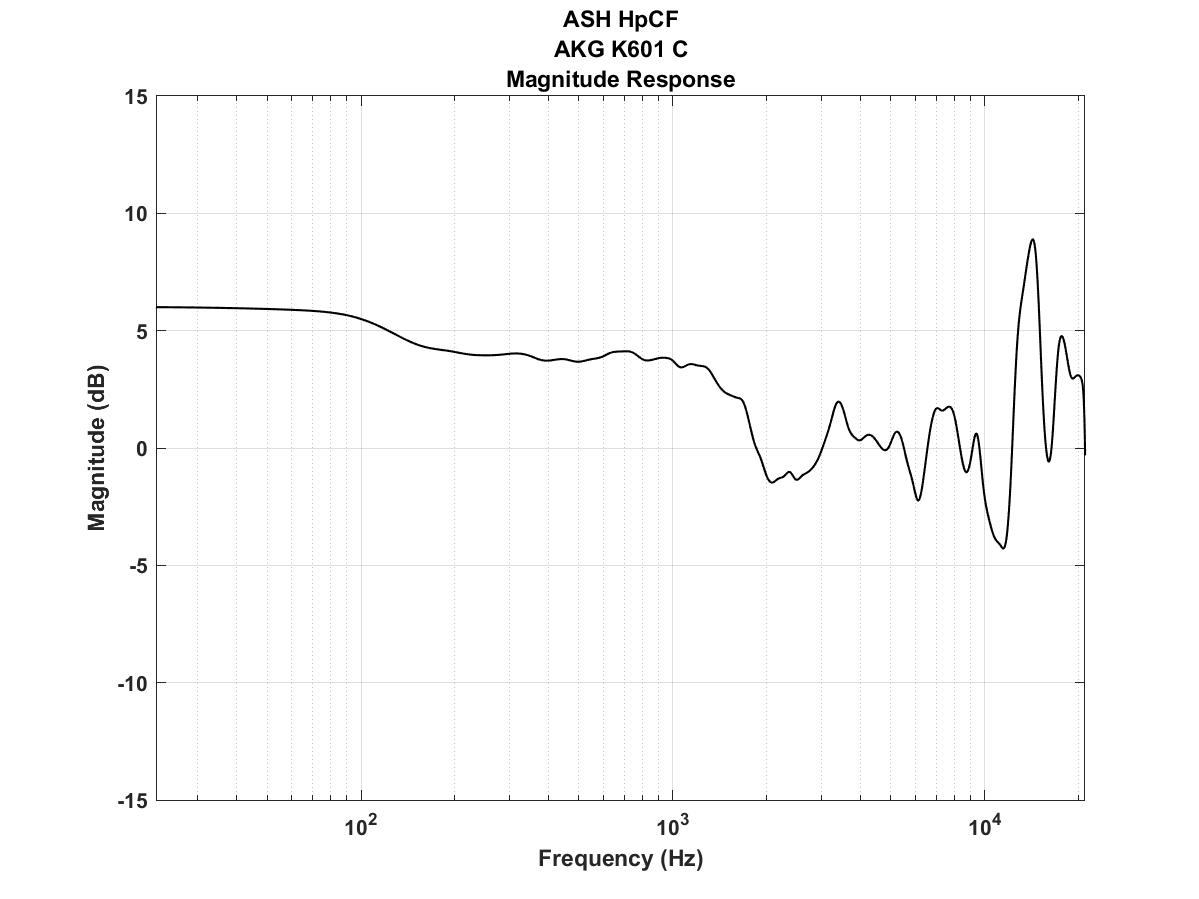 ASH HpCF
AKG K601 C
Magnitude Response
15
10
5
0
-5
-10
-15
Magnitude (dB)
10² 10³ 10⁴
Frequency (Hz)